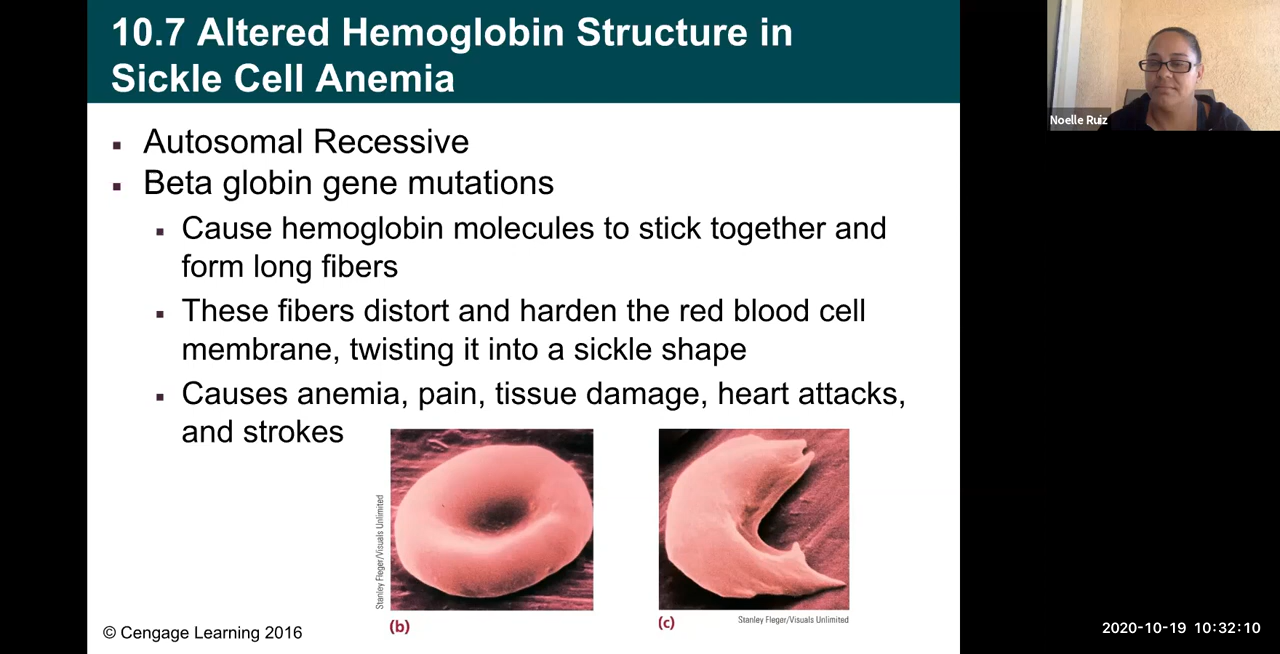 10.7 Altered Hemoglobin Structure in
Sickle Cell Anemia
Noelle Ruiz
▪ Autosomal Recessive
▪ Beta globin gene mutations
▪ Cause hemoglobin molecules to stick together and
form long fibers
▪ These fibers distort and harden the red blood cell
membrane, twisting it into a sickle shape
▪ Causes anemia, pain, tissue damage, heart attacks,
and strokes
Stanley Fleger/Visuals Unlimited
(b)
(c)
Stanley Fleger/Visuals Unlimited
© Cengage Learning 2016
2020-10-19 10:32:10